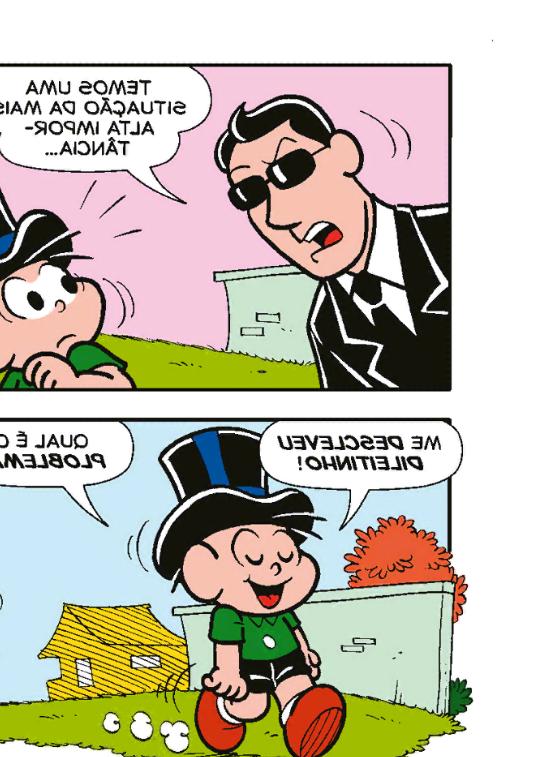 TEMOS UMA
SITUAÇÃO DA MAIS
ALTA IMPOR-
TÂNCIA...
ME DESCLEVEU
DILEITINHO!
QUAL É O
PLOBLEMA